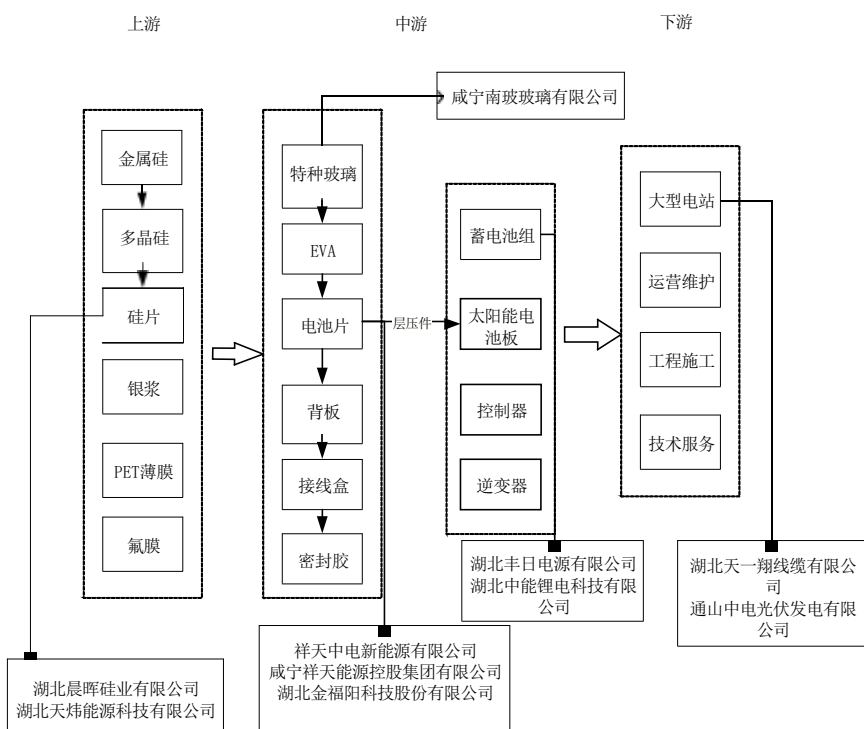 上游
中游
下游
咸宁南玻玻璃有限公司
金属硅
多晶硅
硅片
银浆
PET薄膜
氟膜
特种玻璃
EVA
电池片
背板
接线盒
密封胶
层压件
蓄电池组
太阳能电
池板
控制器
逆变器
大型电站
运营维护
工程施工
技术服务
湖北丰日电源有限公司
湖北中能锂电科技有限
公司
湖北天一翔线缆有限公
司
通山中电光伏发电有限
公司
祥天中电新能源有限公司
咸宁祥天能源控股集团有限公司
湖北金福阳科技股份有限公司
湖北晨晖硅业有限公司
湖北天炜能源科技有限公司